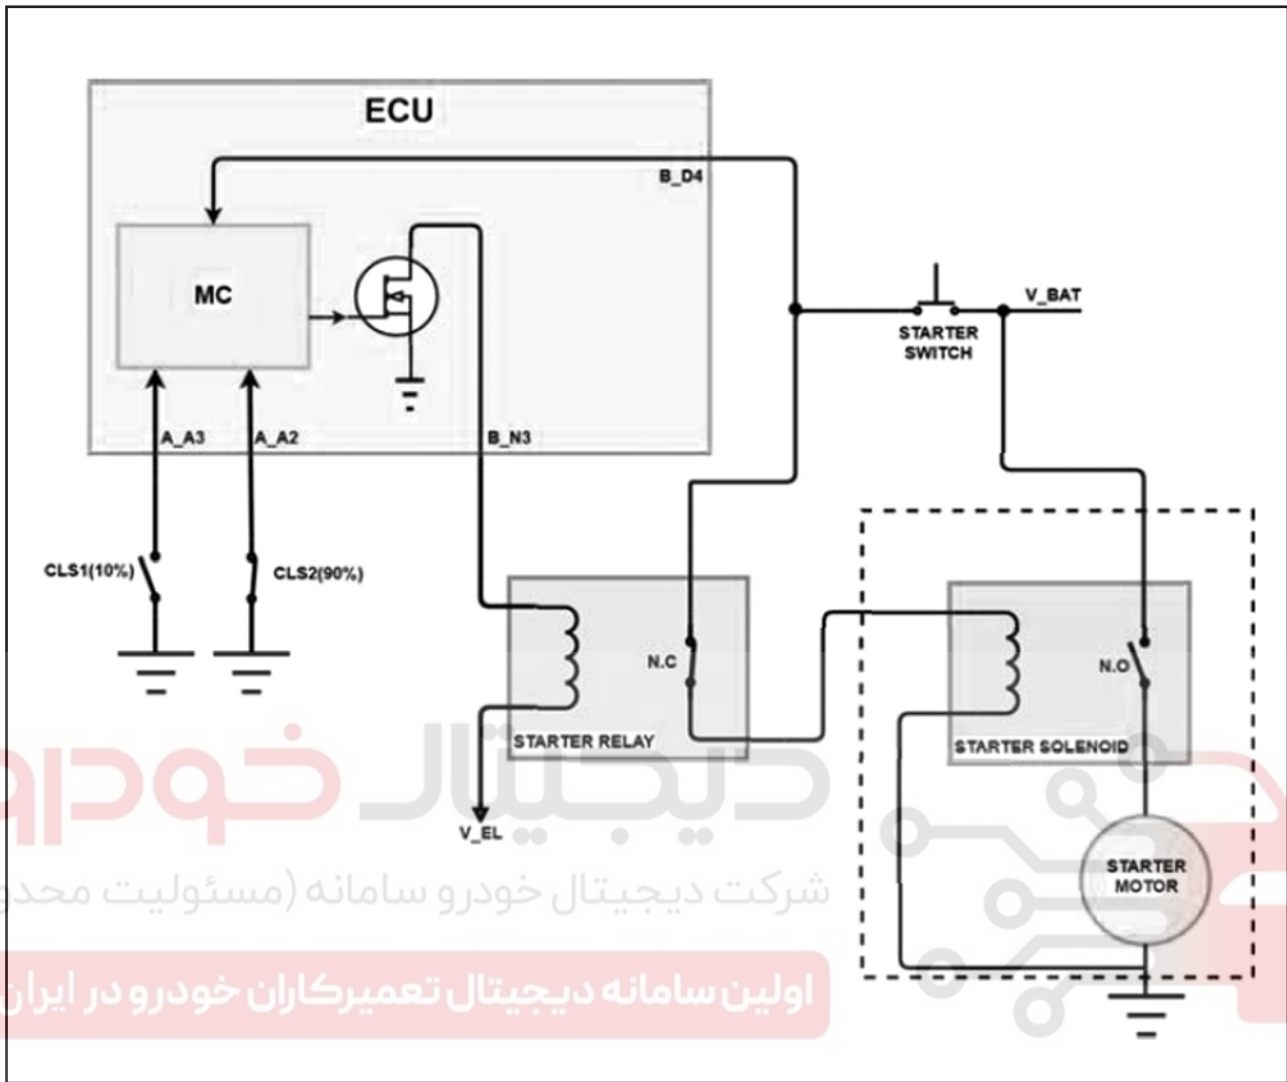 ECU
B_D4
MC
V_BAT
STARTER
SWITCH
A_A3
A_A2
B_N3
CLS1(10%)
CLS2(90%)
N.C
N.O
STARTER RELAY
STARTER SOLENOID
دیجیتال خودرو
V_EL
STARTER
MOTOR
شرکت دیجیتال خودرو سامانه (مسئولیت
اولین سامانه دیجیتال تعمیرکاران خودرو در ایران